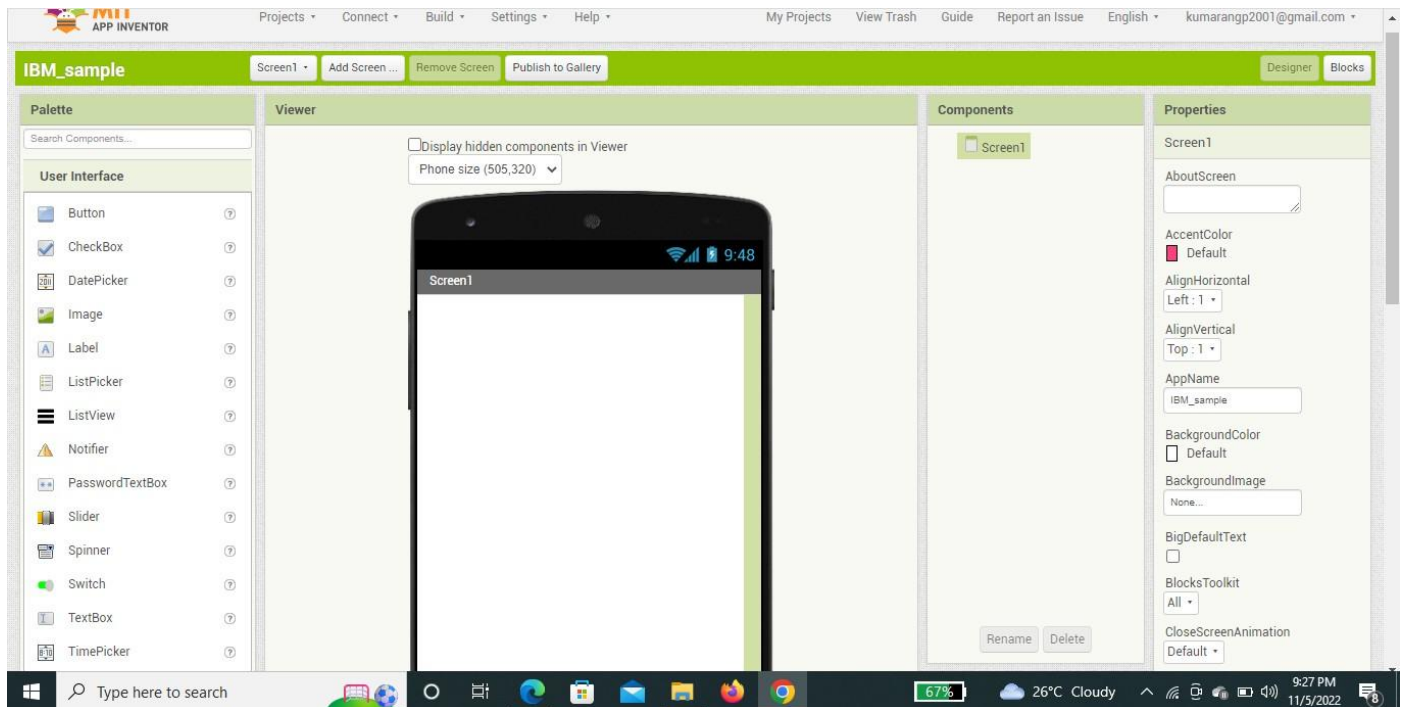 MIT
APP INVENTOR
Projects Connect Build Settings Help My Projects View Trash Guide Report an Issue English kumarangp2001@gmail.com
IBM_sample Screen1 Add Screen ... Remove Screen Publish to Gallery Designer Blocks
Palette
Search Components...
User Interface
Button
CheckBox
DatePicker
Image
Label
ListPicker
ListView
Notifier
PasswordTextBox
Slider
Spinner
Switch
TextBox
TimePicker
Viewer
Display hidden components in Viewer
Phone size (505,320)
9:48
Screen1
Components
Screen1
Rename Delete
Properties
Screen1
AboutScreen
AccentColor
Default
AlignHorizontal
Left : 1
AlignVertical
Top : 1
AppName
IBM_sample
BackgroundColor
Default
BackgroundImage
None...
BigDefaultText
BlocksToolkit
All
CloseScreenAnimation
Default
Type here to search 67% 26°C Cloudy 9:27 PM
11/5/2022
8